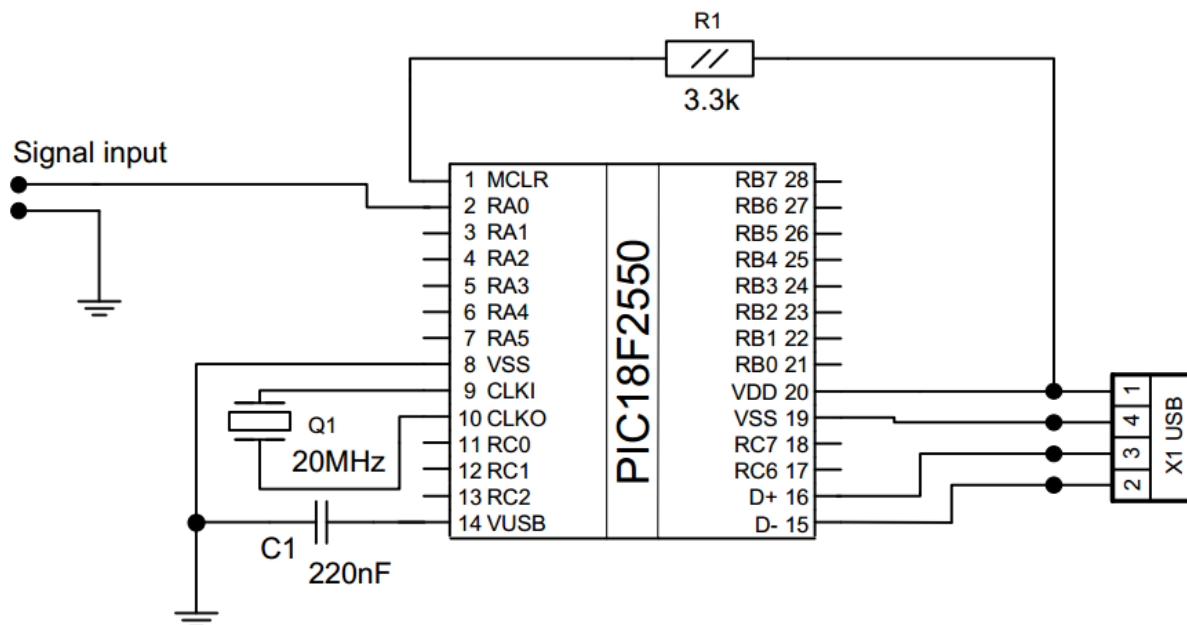 R1
3.3k
Signal input
1 MCLR
2 RA0
3 RA1
4 RA2
5 RA3
6 RA4
7 RA5
8 VSS
9 CLKI
10 CLKO
11 RC0
12 RC1
13 RC2
14 VUSB
PIC18F2550
RB7 28
RB6 27
RB5 26
RB4 25
RB3 24
RB2 23
RB1 22
RB0 21
VDD 20
VSS 19
RC7 18
RC6 17
D+ 16
D- 15
1
4
3
2
X1 USB
Q1
20MHz
C1
220nF